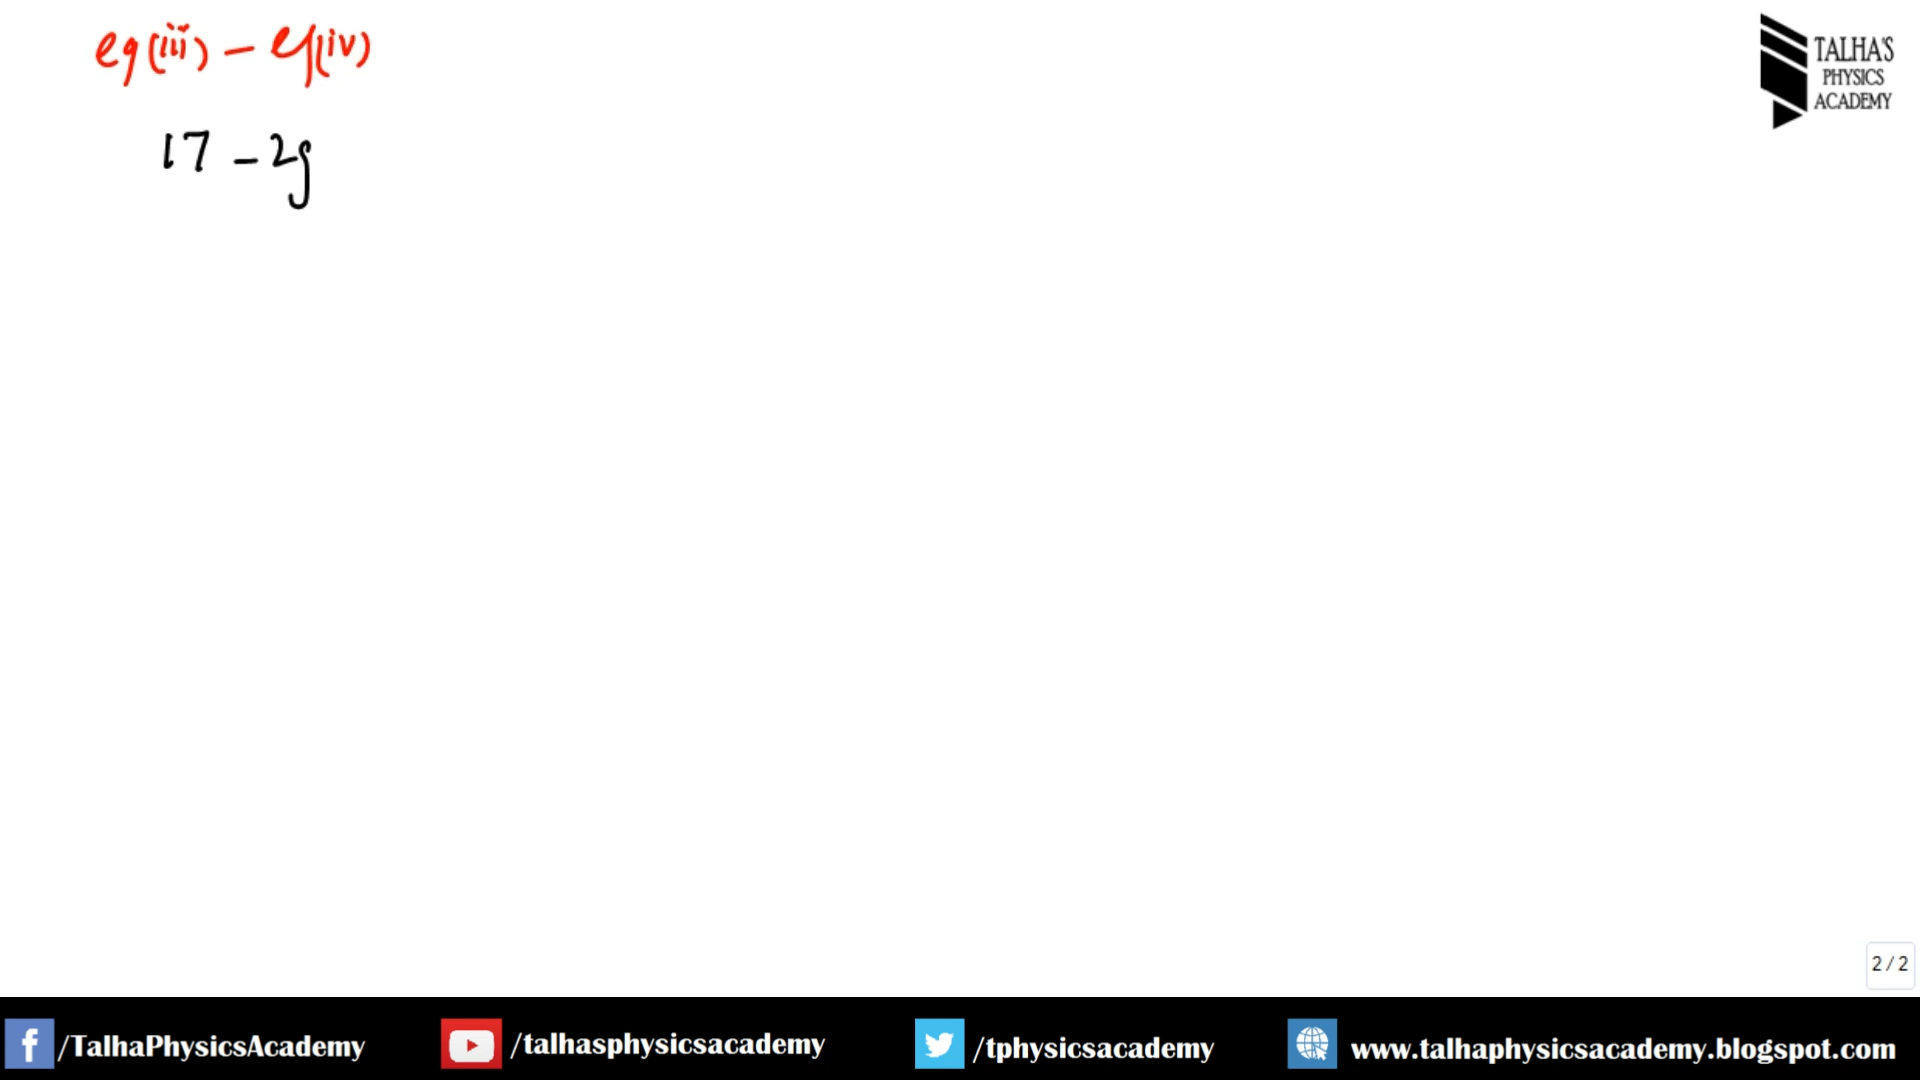 eq(iii) - eq(iv)
17 - 2g
TALHA'S
PHYSICS
ACADEMY
2/2
/TalhaPhysicsAcademy
/talhasphysicsacademy
/tphysicsacademy
www.talhaphysicsacademy.blogspot.com